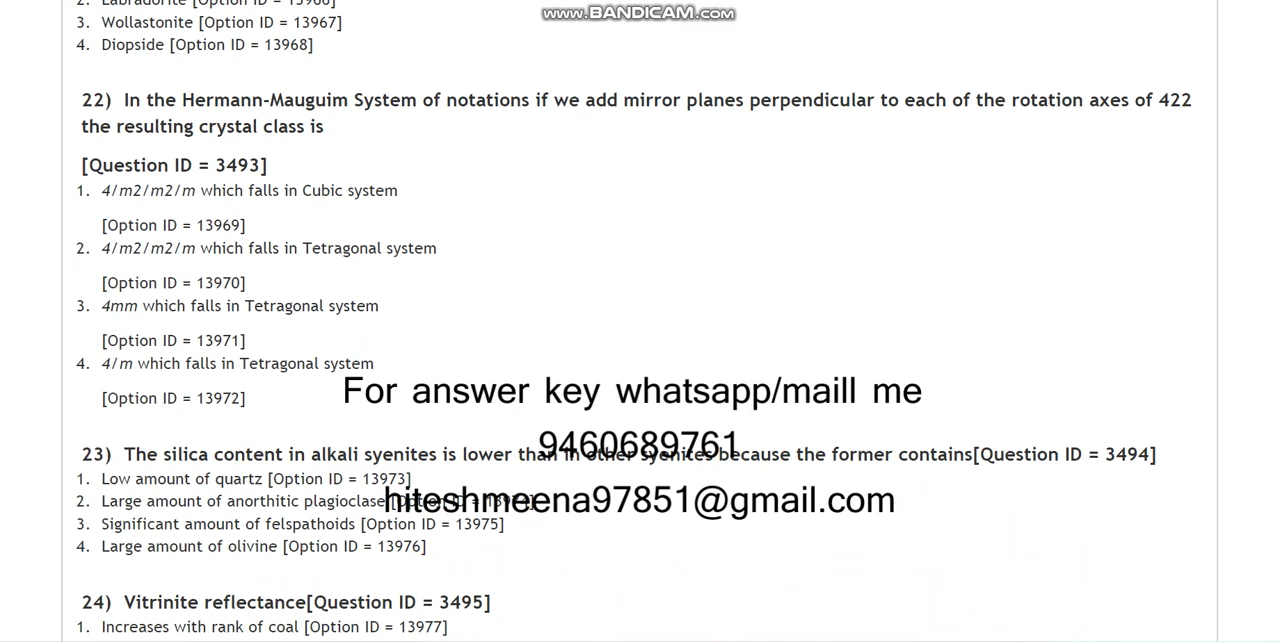 2. Labradorite [Option ID = 13966]
www.BANDICAM.com
3. Wollastonite [Option ID = 13967]
4. Diopside [Option ID = 13968]
22) In the Hermann-Mauguim System of notations if we add mirror planes perpendicular to each of the rotation axes of 422
the resulting crystal class is
[Question ID = 3493]
1. 4/m2/m2/m which falls in Cubic system
[Option ID = 13969]
2. 4/m2/m2/m which falls in Tetragonal system
[Option ID = 13970]
3. 4mm which falls in Tetragonal system
[Option ID = 13971]
4. 4/m which falls in Tetragonal system
[Option ID = 13972]
For answer key whatsapp/maill me
9460689761
hiteshmeena97851@gmail.com
23) The silica content in alkali syenites is lower than in other syenites because the former contains[Question ID = 3494]
1. Low amount of quartz [Option ID = 13973]
2. Large amount of anorthitic plagioclase [Option ID = 13974]
3. Significant amount of felspathoids [Option ID = 13975]
4. Large amount of olivine [Option ID = 13976]
24) Vitrinite reflectance[Question ID = 3495]
1. Increases with rank of coal [Option ID = 13977]